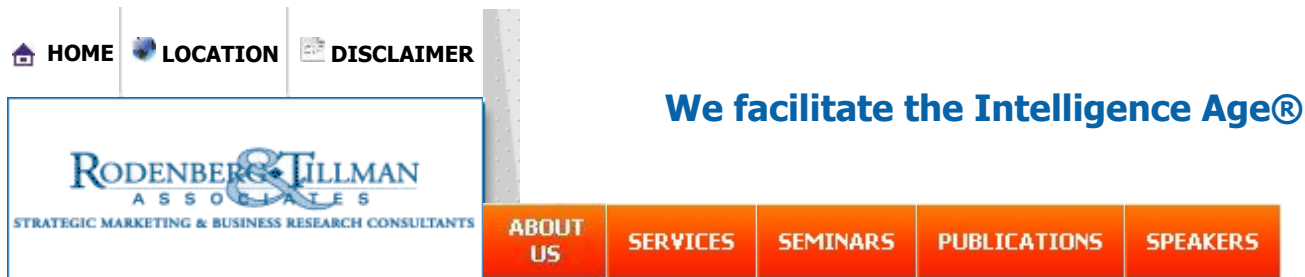 HOME LOCATION DISCLAIMER
We facilitate the Intelligence Age®
RODENBERG & TILLMAN
ASSOCIATES
STRATEGIC MARKETING & BUSINESS RESEARCH CONSULTANTS
ABOUT US
SERVICES
SEMINARS
PUBLICATIONS
SPEAKERS